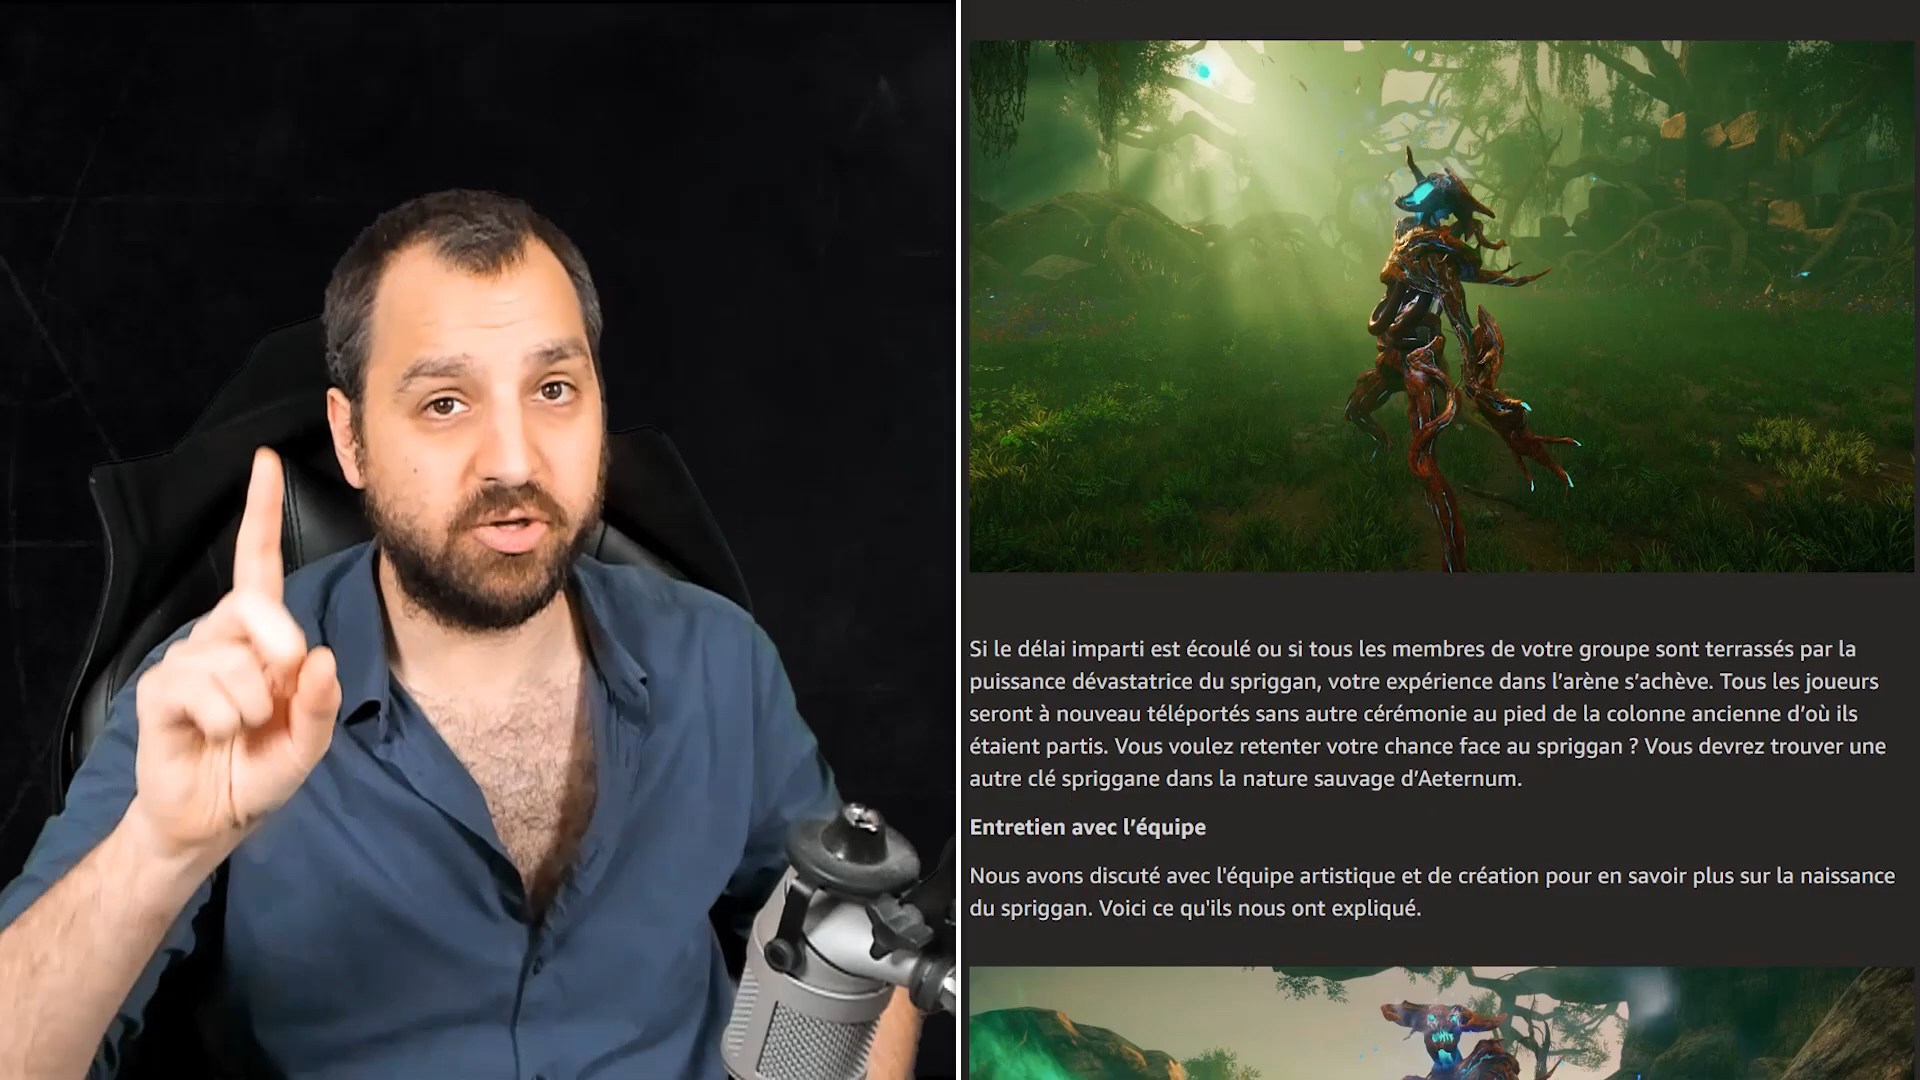 Si le délai imparti est écoulé ou si tous les membres de votre groupe sont terrassés par la
puissance dévastatrice du spriggan, votre expérience dans l’arène s’achève. Tous les joueurs
seront à nouveau téléportés sans autre cérémonie au pied de la colonne ancienne d’où ils
étaient partis. Vous voulez retenter votre chance face au spriggan ? Vous devrez trouver une
autre clé spriggane dans la nature sauvage d’Aeternum.
Entretien avec l’équipe
Nous avons discuté avec l'équipe artistique et de création pour en savoir plus sur la naissance
du spriggan. Voici ce qu'ils nous ont expliqué.